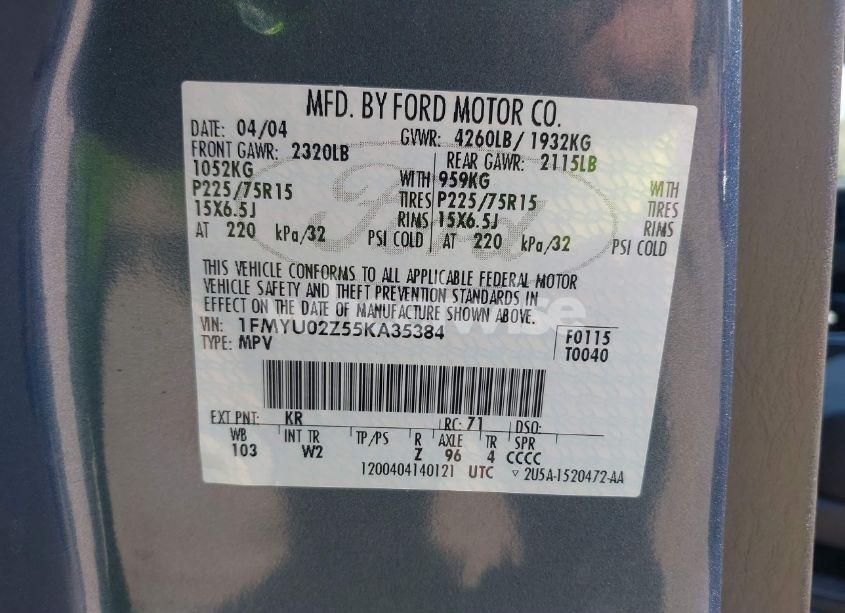 MFD. BY FORD MOTOR CO.
DATE: 04/04 GVWR: 4260LB/ 1932KG
FRONT GAWR: 2320LB REAR GAWR: 2115LB
1052KG WITH 959KG WITH
P225/75R15 TIRES P225/75R15 TIRES
15X6.5J RIMS 15X6.5J RIMS
AT 220 kPa/32 PSI COLD AT 220 kPa/32 PSI COLD
Ford
THIS VEHICLE CONFORMS TO ALL APPLICABLE FEDERAL MOTOR
VEHICLE SAFETY AND THEFT PREVENTION STANDARDS IN
EFFECT ON THE DATE OF MANUFACTURE SHOWN ABOVE.
VIN: 1FMYU02Z55KA35384 F0115
TYPE: MPV T0040
EXT PNT: KR RC: 71 DSO:
WB INT TR TP/PS R AXLE TR SPR
103 W2 Z 96 4 CCCC
1200404140121 UTC ▽ 2U5A-1520472-AA